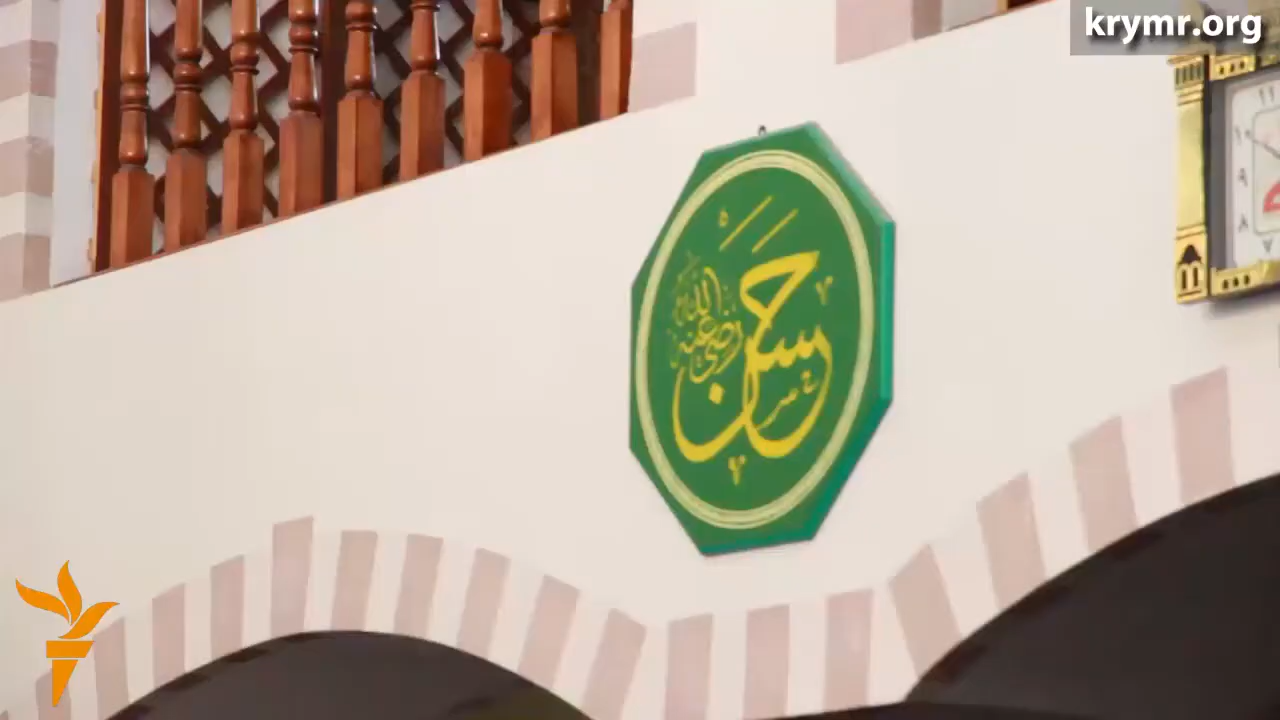 krymr.org
حسن
رضي الله عنه